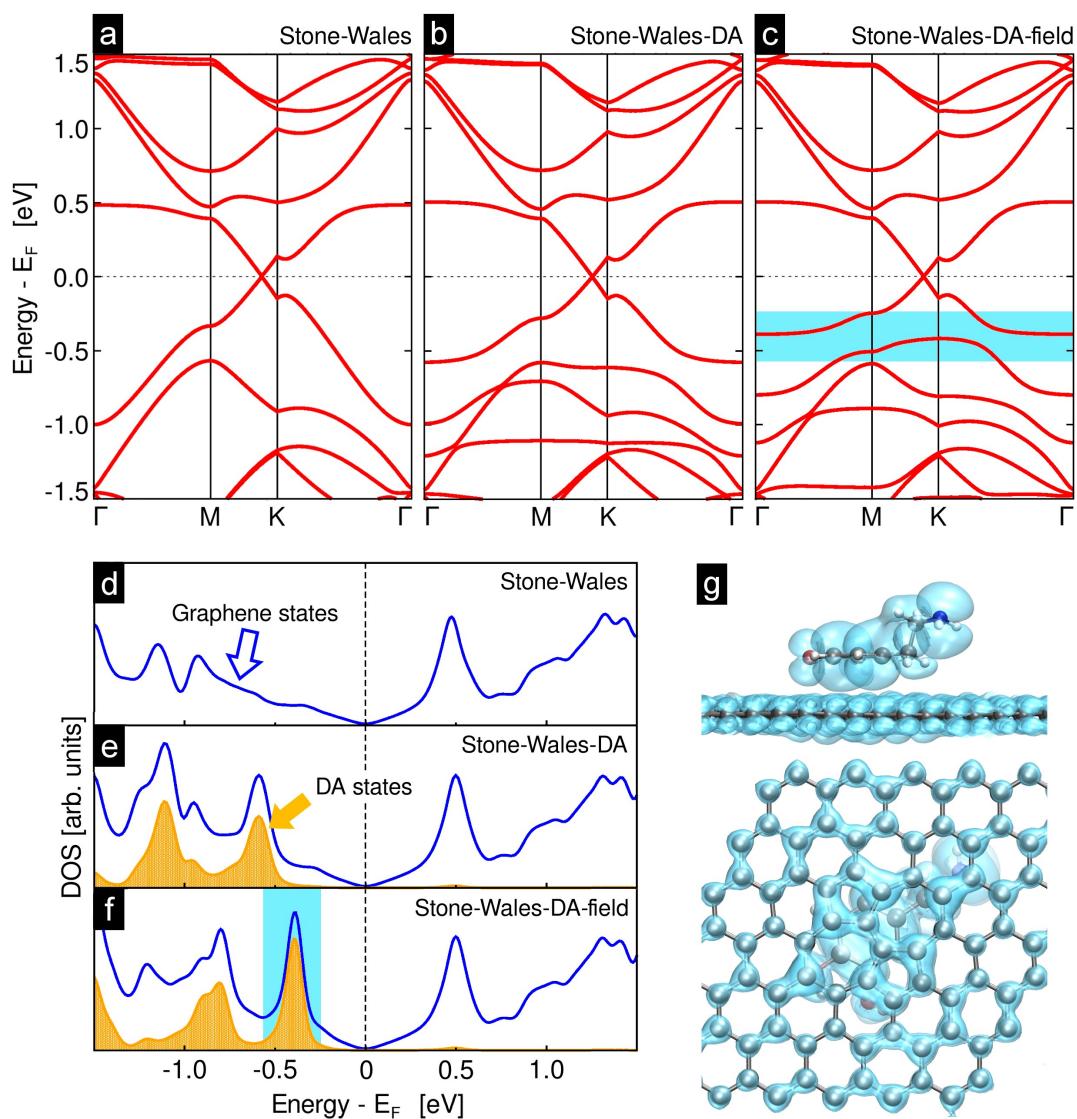 a Stone-Wales
b Stone-Wales-DA
c Stone-Wales-DA-field
Energy - E_F [eV]
1.5
1.0
0.5
0.0
-0.5
-1.0
-1.5
Γ M K Γ
Γ M K Γ
Γ M K Γ
d Stone-Wales
Graphene states
e Stone-Wales-DA
DA states
f Stone-Wales-DA-field
DOS [arb. units]
-1.0 -0.5 0 0.5 1.0
Energy - E_F [eV]
g